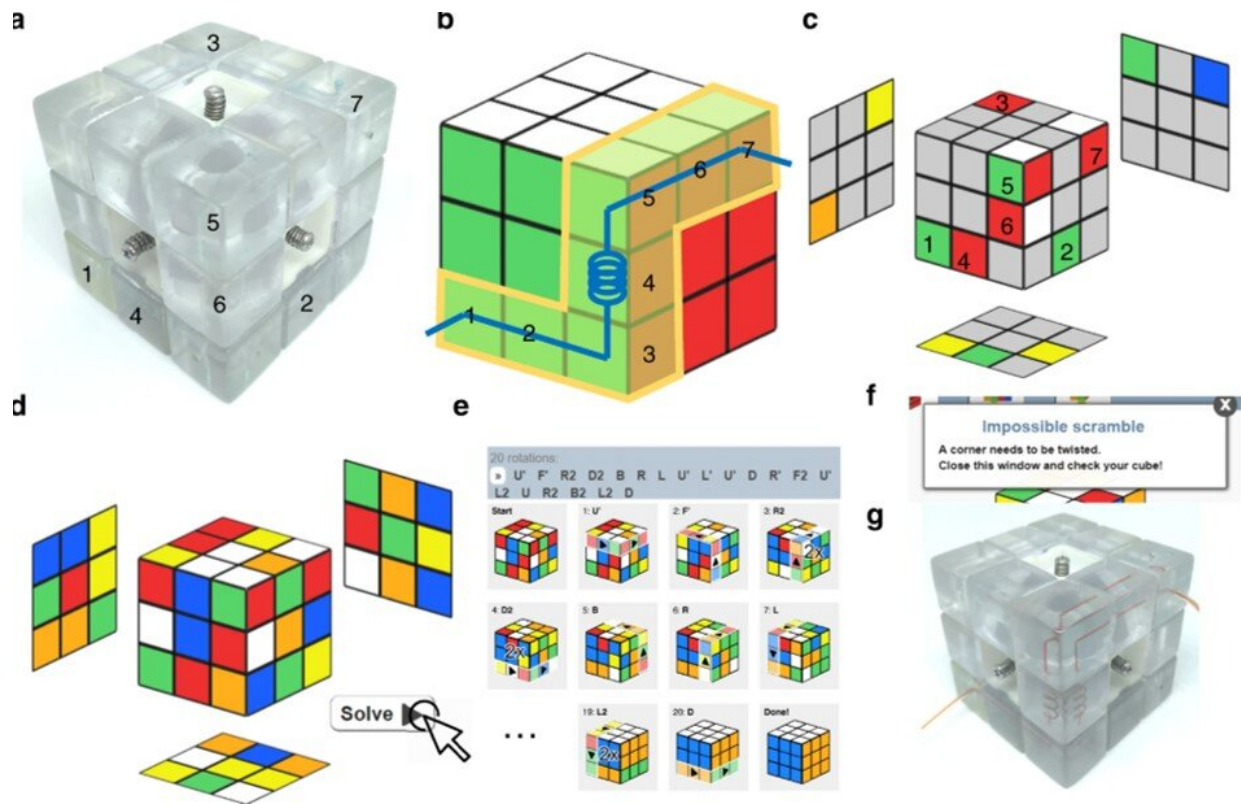 a
3
7
5
1
6
2
4
b
7
6
5
4
1
2
3
c
3
7
5
6
1
4
2
d
Solve
e
20 rotations:
» U' F' R2 D2 B R L U' L' U' D R' F2 U'
L2 U R2 B2 L2 D
Start
1: U'
2: F'
3: R2
2x
4: D2
2x
5: B
6: R
7: L
...
19: L2
2x
20: D
Done!
f
X
Impossible scramble
A corner needs to be twisted.
Close this window and check your cube!
g